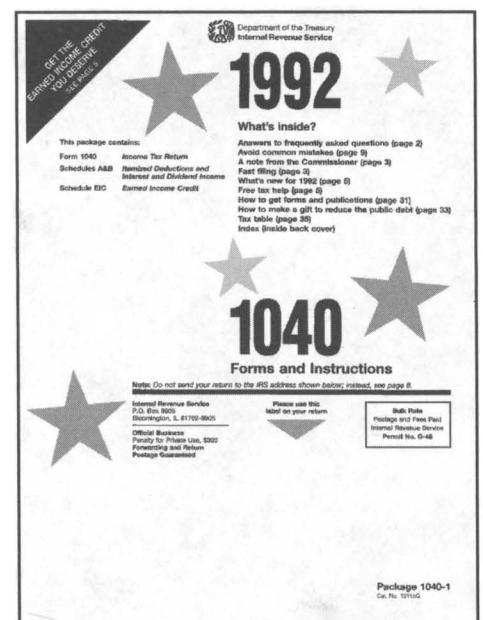 GET THE
EARNED INCOME CREDIT
YOU DESERVE
SEE PAGE 5
Department of the Treasury
Internal Revenue Service
1992
What's inside?
Answers to frequently asked questions (page 2)
Avoid common mistakes (page 9)
A note from the Commissioner (page 3)
Fast filing (page 3)
What's new for 1992 (page 5)
Free tax help (page 5)
How to get forms and publications (page 31)
How to make a gift to reduce the public debt (page 33)
Tax table (page 35)
Index (inside back cover)
This package contains:
Form 1040 Income Tax Return
Schedules A&B Itemized Deductions and
Interest and Dividend Income
Schedule EIC Earned Income Credit
1040
Forms and Instructions
Note: Do not send your return to the IRS address shown below; instead, see page 8.
Internal Revenue Service
P.O. Box 8905
Bloomington, IL 61702-8905
Official Business
Penalty for Private Use, $300
Forwarding and Return
Postage Guaranteed
Please use this
label on your return
Bulk Rate
Postage and Fees Paid
Internal Revenue Service
Permit No. G-48
Package 1040-1
Cat. No.